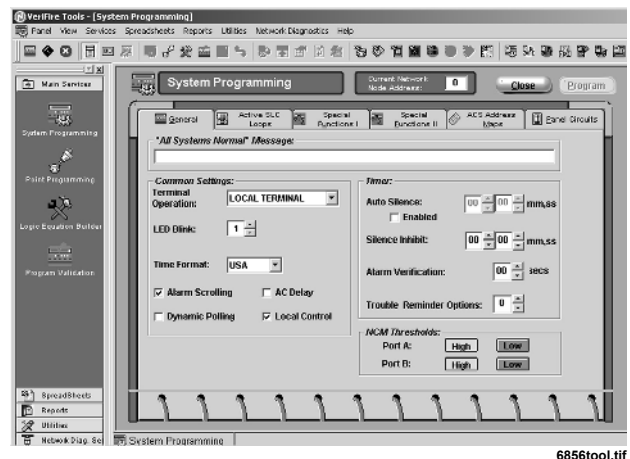 VeriFire Tools - [System Programming]
Panel View Services Spreadsheets Reports Utilities Network Diagnostics Help
Main Services
System Programming
Point Programming
Logic Equation Builder
Program Validation
SpreadSheets
Reports
Utilities
Network Diag. Se
System Programming
Current Network
Node Address: 0
Close
Program
General
Active SLC Loops
Special Functions I
Special Functions II
ACS Address Maps
Panel Circuits
"All Systems Normal" Message:
Common Settings:
Terminal Operation: LOCAL TERMINAL
LED Blink: 1
Time Format: USA
Alarm Scrolling AC Delay
Dynamic Polling Local Control
Timer:
Auto Silence: 00 00 mm,ss
Enabled
Silence Inhibit: 00 00 mm,ss
Alarm Verification: 00 secs
Trouble Reminder Options: 0
NCM Thresholds:
Port A: High Low
Port B: High Low
System Programming
6856tool.tif